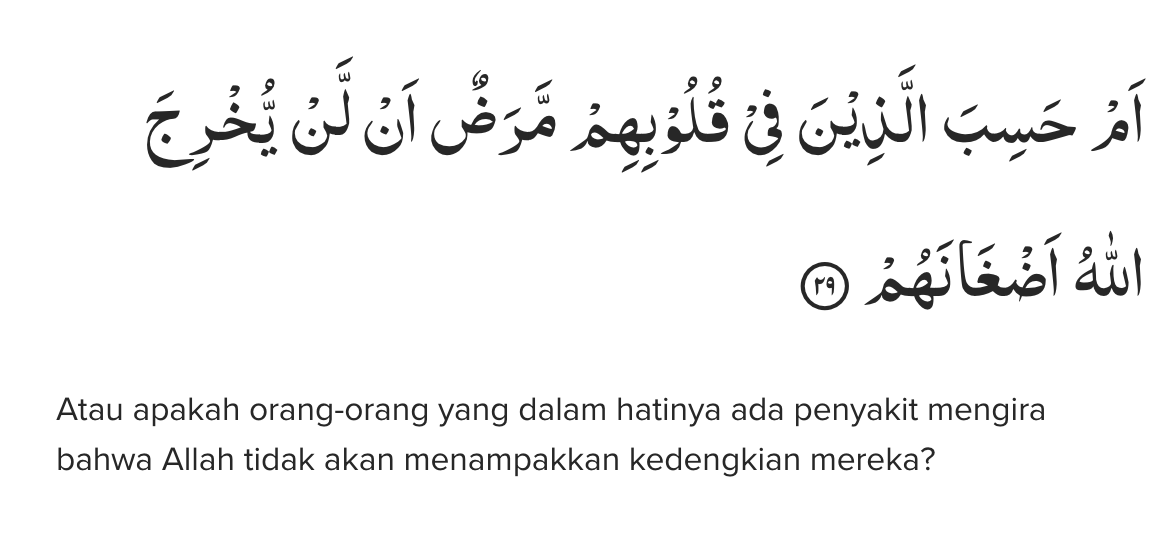 اَمْ حَسِبَ الَّذِيْنَ فِيْ قُلُوْبِهِمْ مَّرَضٌ اَنْ لَّنْ يُّخْرِجَ
اللّٰهُ اَضْغَانَهُمْ ٢٩
Atau apakah orang-orang yang dalam hatinya ada penyakit mengira
bahwa Allah tidak akan menampakkan kedengkian mereka?